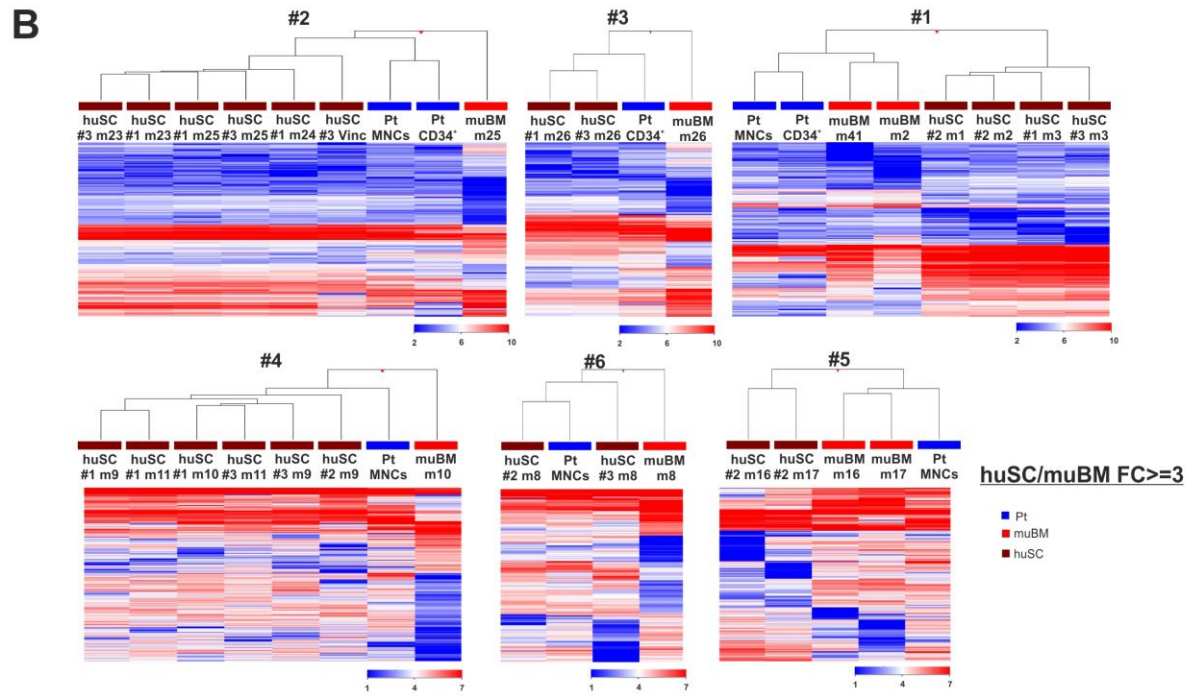 B
#2
#3
#1
huSC huSC huSC huSC huSC huSC Pt Pt muBM
#3 m23 #1 m23 #1 m25 #3 m25 #1 m24 #3 Vinc MNCs CD34+ m25
huSC huSC Pt muBM
#1 m26 #3 m26 CD34+ m26
Pt Pt muBM muBM huSC huSC huSC huSC
MNCs CD34+ m41 m2 #2 m1 #2 m2 #1 m3 #3 m3
2 6 10
2 6 10
2 6 10
#4
#6
#5
huSC huSC huSC huSC huSC huSC Pt muBM
#1 m9 #1 m11 #1 m10 #3 m11 #3 m9 #2 m9 MNCs m10
huSC Pt huSC muBM
#2 m8 MNCs #3 m8 m8
huSC huSC muBM muBM Pt
#2 m16 #2 m17 m16 m17 MNCs
1 4 7
1 4 7
1 4 7
huSC/muBM FC>=3
Pt
muBM
huSC